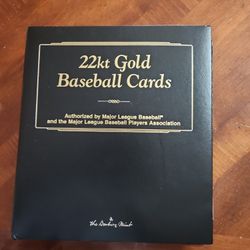 22kt Gold
Baseball Cards
Authorized by Major League Baseball®
and the Major League Baseball Players Association
the Danbury Mint